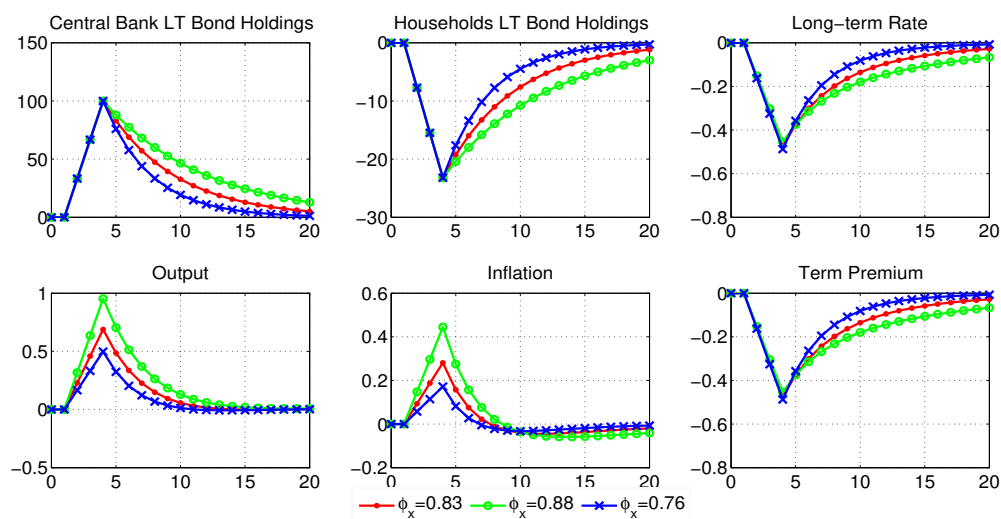 Central Bank LT Bond Holdings
Households LT Bond Holdings
Long−term Rate
150
100
50
0
0 5 10 15 20
0
−10
−20
−30
0 5 10 15 20
0
−0.2
−0.4
−0.6
−0.8
0 5 10 15 20
Output
Inflation
Term Premium
1
0.5
0
−0.5
0 5 10 15 20
0.6
0.4
0.2
0
−0.2
0 5 10 15 20
0
−0.2
−0.4
−0.6
−0.8
0 5 10 15 20
ϕ_x=0.83 ϕ_x=0.88 ϕ_x=0.76